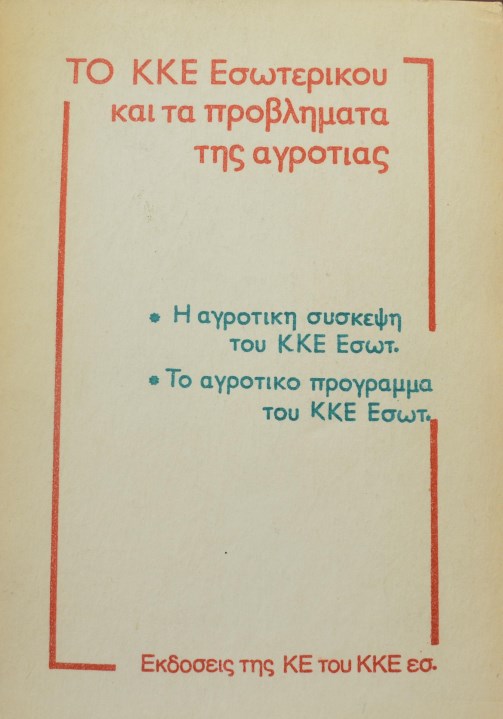 ΤΟ ΚΚΕ Εσωτερικου
και τα προβληματα
της αγροτιας
• Η αγροτικη συσκεψη
του ΚΚΕ Εσωτ.
• Το αγροτικο προγραμμα
του ΚΚΕ Εσωτ.
Εκδοσεις της ΚΕ του ΚΚΕ εσ.